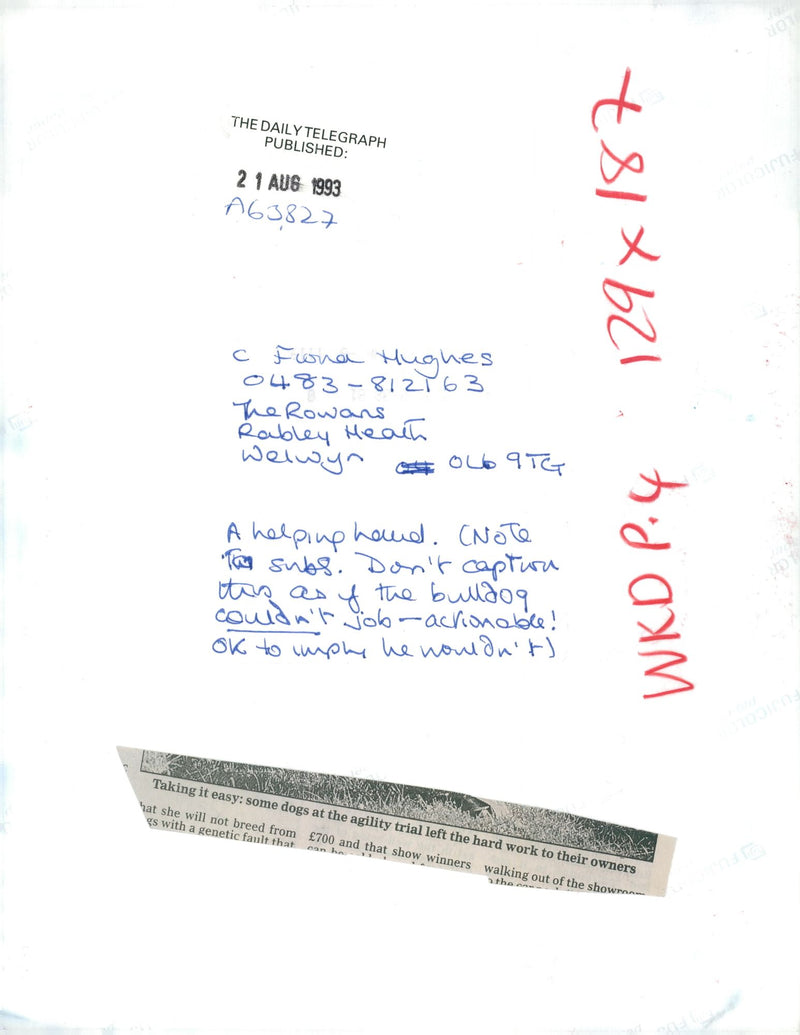 THE DAILY TELEGRAPH
PUBLISHED:
21 AUG 1993
A63827
129 x 187
WKD P.4
C Fiona Hughes
0483-812163
The Rowans
Rabley Heath
Welwyn OL6 9TG
A helping hand. (Note
To subs. Don't caption
this as if the bulldog
couldn't job - actionable!
OK to imply he wouldn't)
Taking it easy: some dogs at the agility trial left the hard work to their owners
hat she will not breed from
gs with a genetic fault that
£700 and that show winners
walking out of the showroom
FUJICOLOR